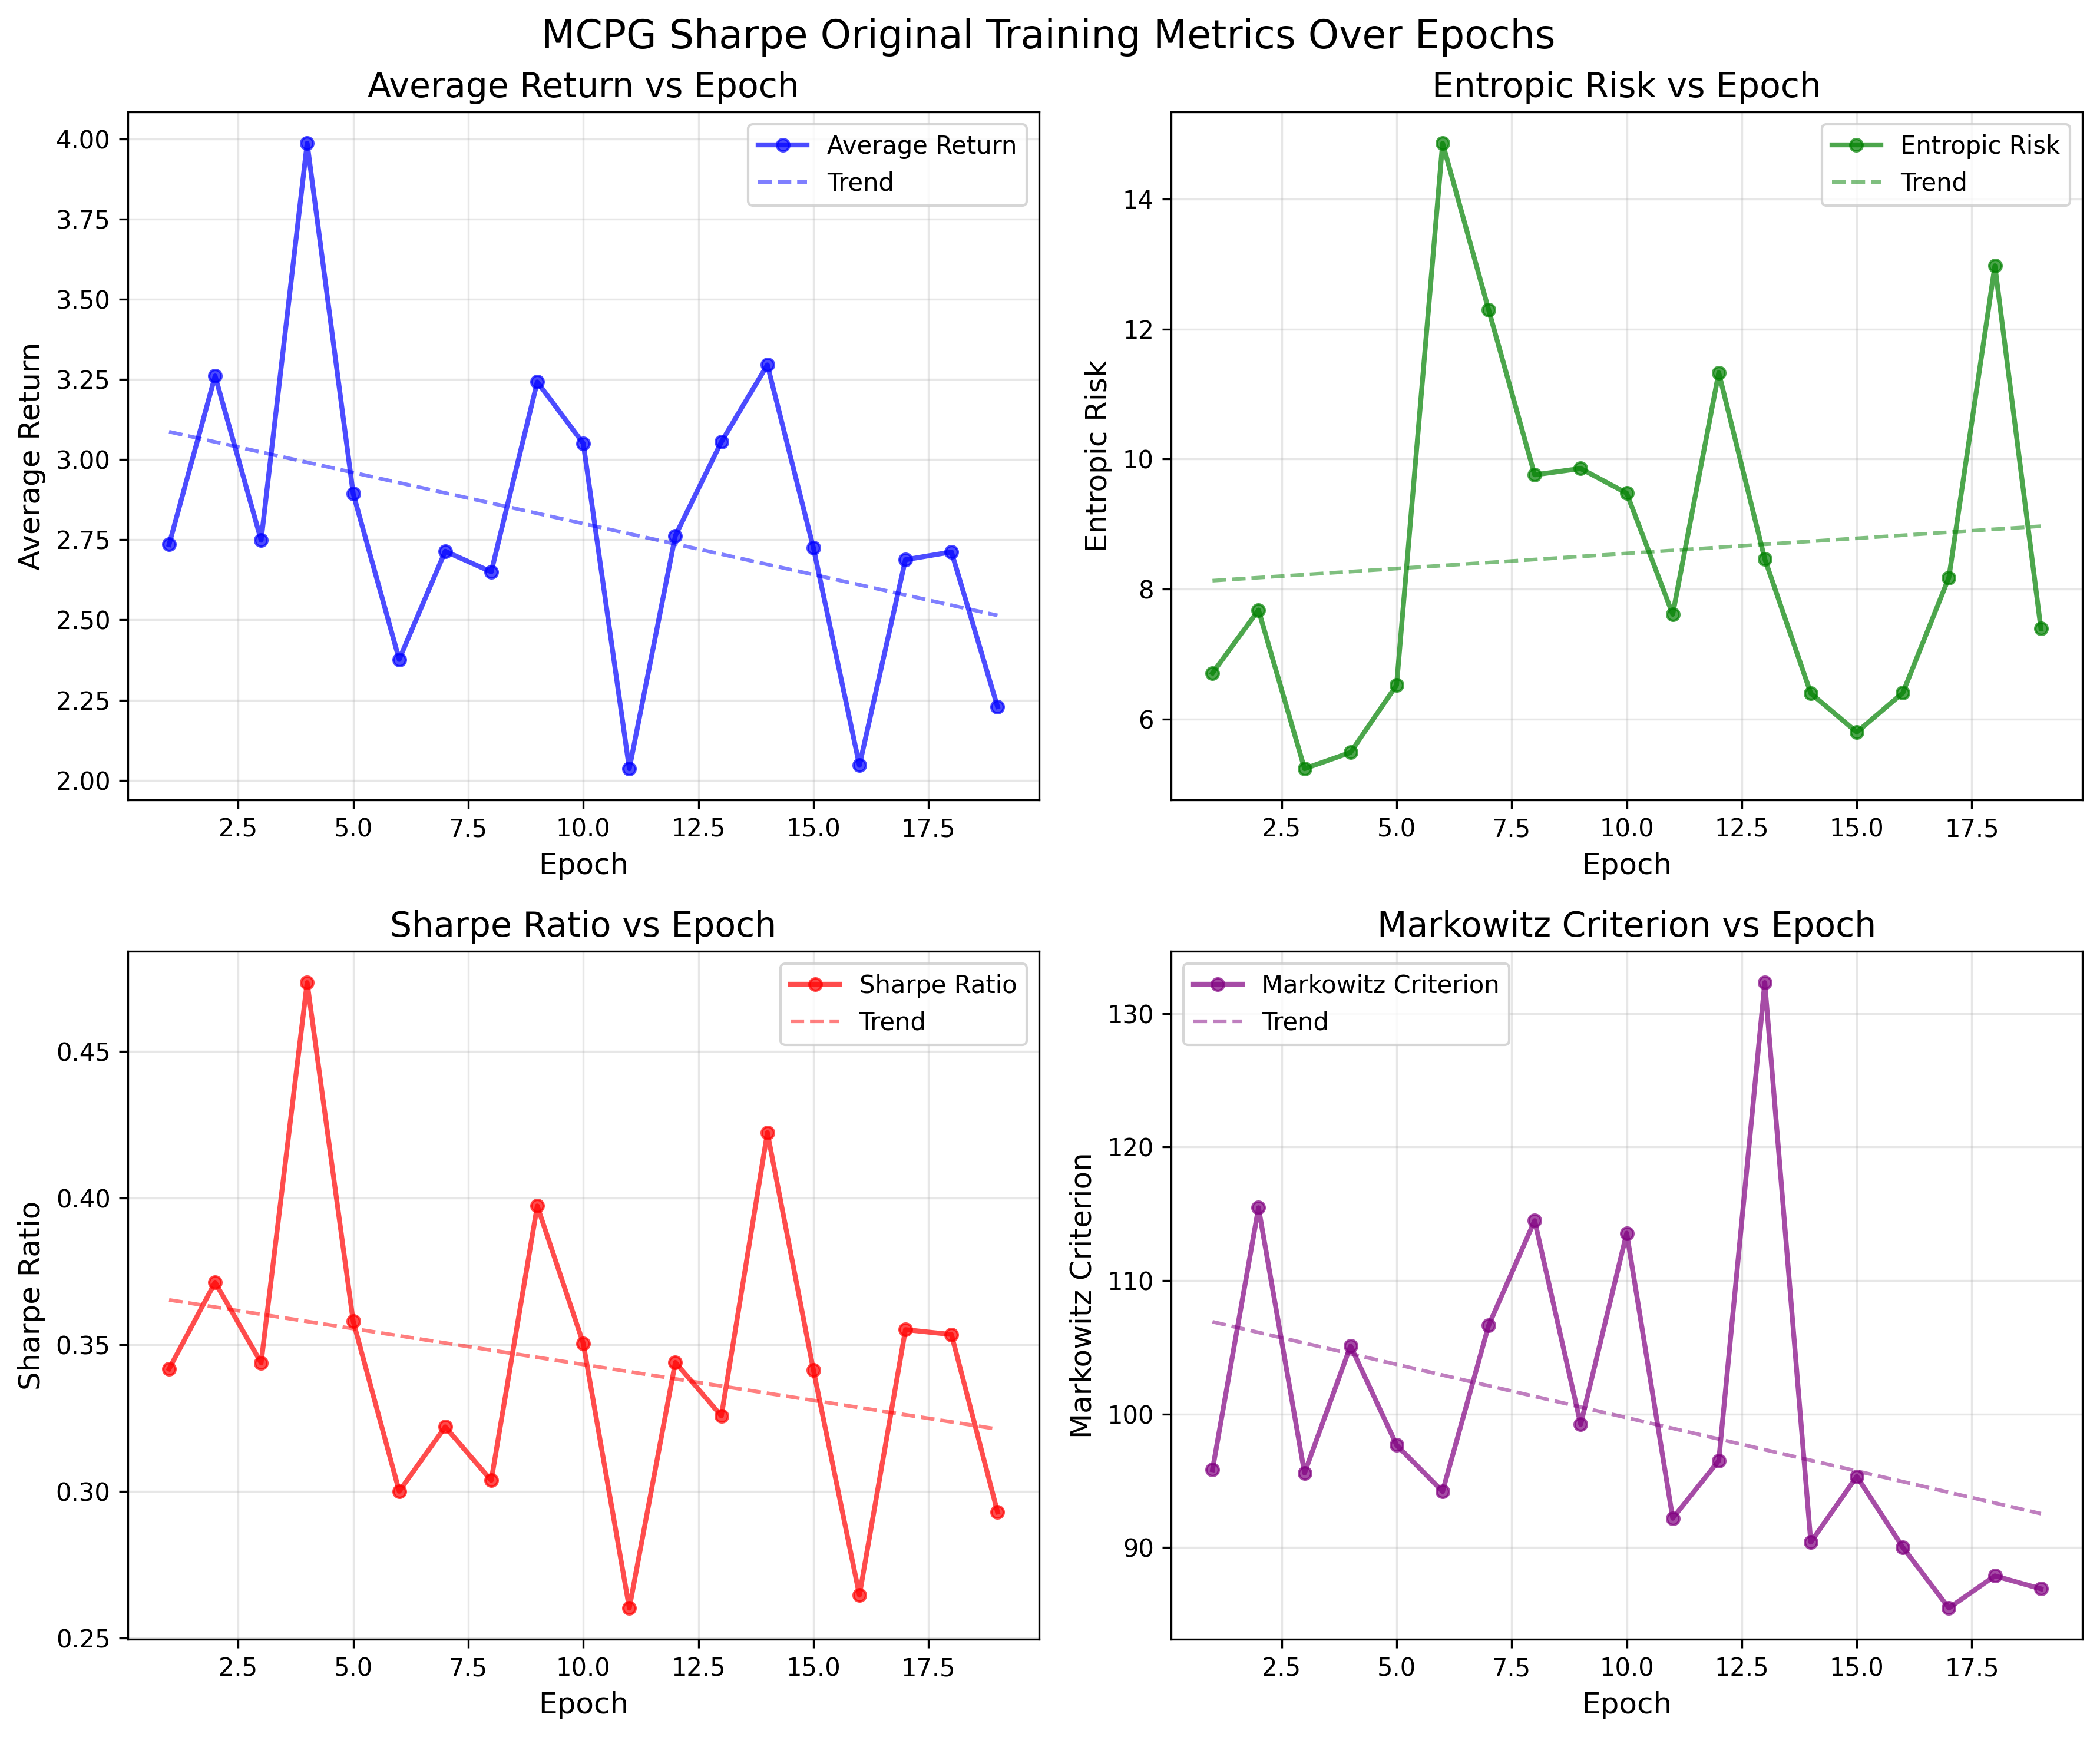 MCPG Sharpe Original Training Metrics Over Epochs
Average Return vs Epoch
Average Return
Trend
4.00
3.75
3.50
3.25
3.00
2.75
2.50
2.25
2.00
Average Return
2.5 5.0 7.5 10.0 12.5 15.0 17.5
Epoch
Entropic Risk vs Epoch
Entropic Risk
Trend
14
12
10
8
6
Entropic Risk
2.5 5.0 7.5 10.0 12.5 15.0 17.5
Epoch
Sharpe Ratio vs Epoch
Sharpe Ratio
Trend
0.45
0.40
0.35
0.30
0.25
Sharpe Ratio
2.5 5.0 7.5 10.0 12.5 15.0 17.5
Epoch
Markowitz Criterion vs Epoch
Markowitz Criterion
Trend
130
120
110
100
90
Markowitz Criterion
2.5 5.0 7.5 10.0 12.5 15.0 17.5
Epoch